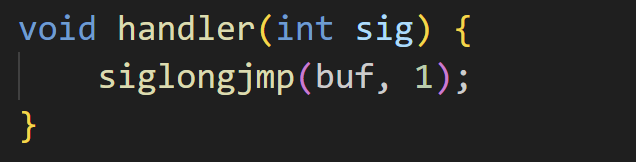 void handler(int sig) {
    siglongjmp(buf, 1);
}